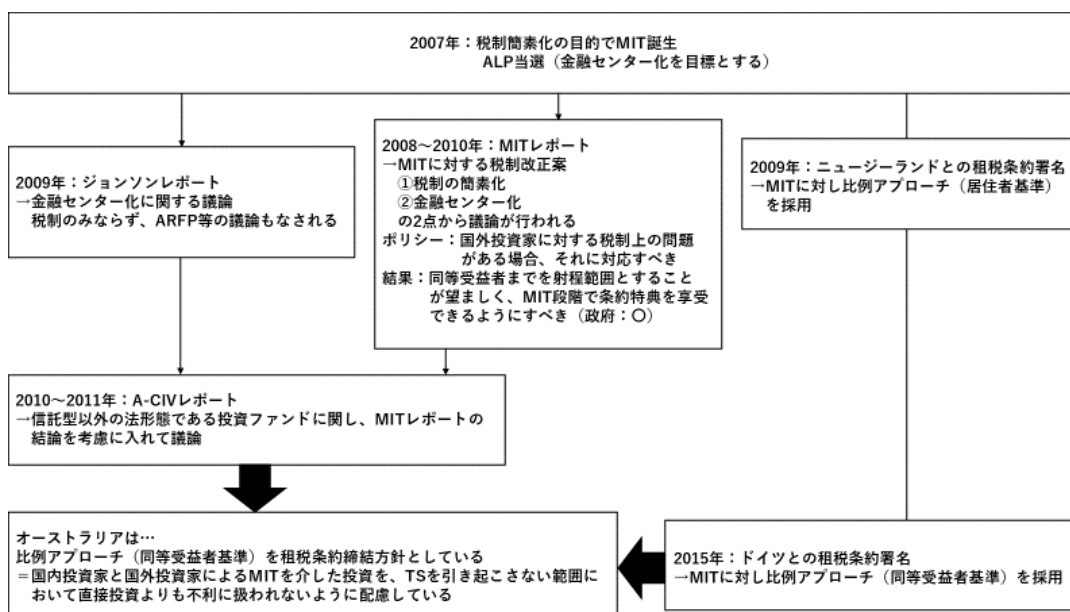 2007年：税制簡素化の目的でMIT誕生
ALP当選（金融センター化を目標とする）
2009年：ジョンソンレポート
→金融センター化に関する議論
税制のみならず、ARFP等の議論もなされる
2008～2010年：MITレポート
→MITに対する税制改正案
①税制の簡素化
②金融センター化
の2点から議論が行われる
ポリシー：国外投資家に対する税制上の問題
がある場合、それに対応すべき
結果：同等受益者までを射程範囲とすること
が望ましく、MIT段階で条約特典を享受
できるようにすべき（政府：〇）
2009年：ニュージーランドとの租税条約署名
→MITに対し比例アプローチ（居住者基準）
を採用
2010～2011年：A-CIVレポート
→信託型以外の法形態である投資ファンドに関し、MITレポートの
結論を考慮に入れて議論
オーストラリアは…
比例アプローチ（同等受益者基準）を租税条約締結方針としている
＝国内投資家と国外投資家によるMITを介した投資を、TSを引き起こさない範囲に
おいて直接投資よりも不利に扱われないように配慮している
2015年：ドイツとの租税条約署名
→MITに対し比例アプローチ（同等受益者基準）を採用